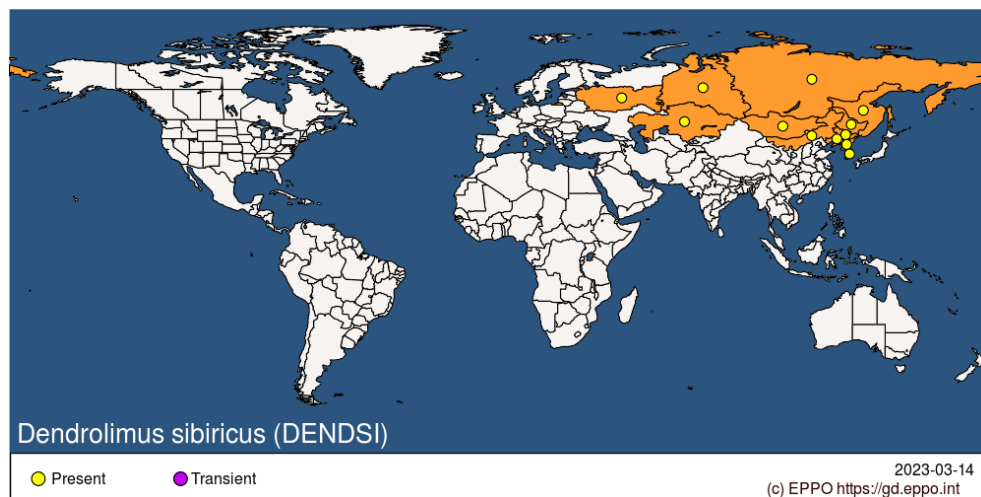 Dendrolimus sibiricus (DENDSI)
Present
Transient
2023-03-14
(c) EPPO https://gd.eppo.int